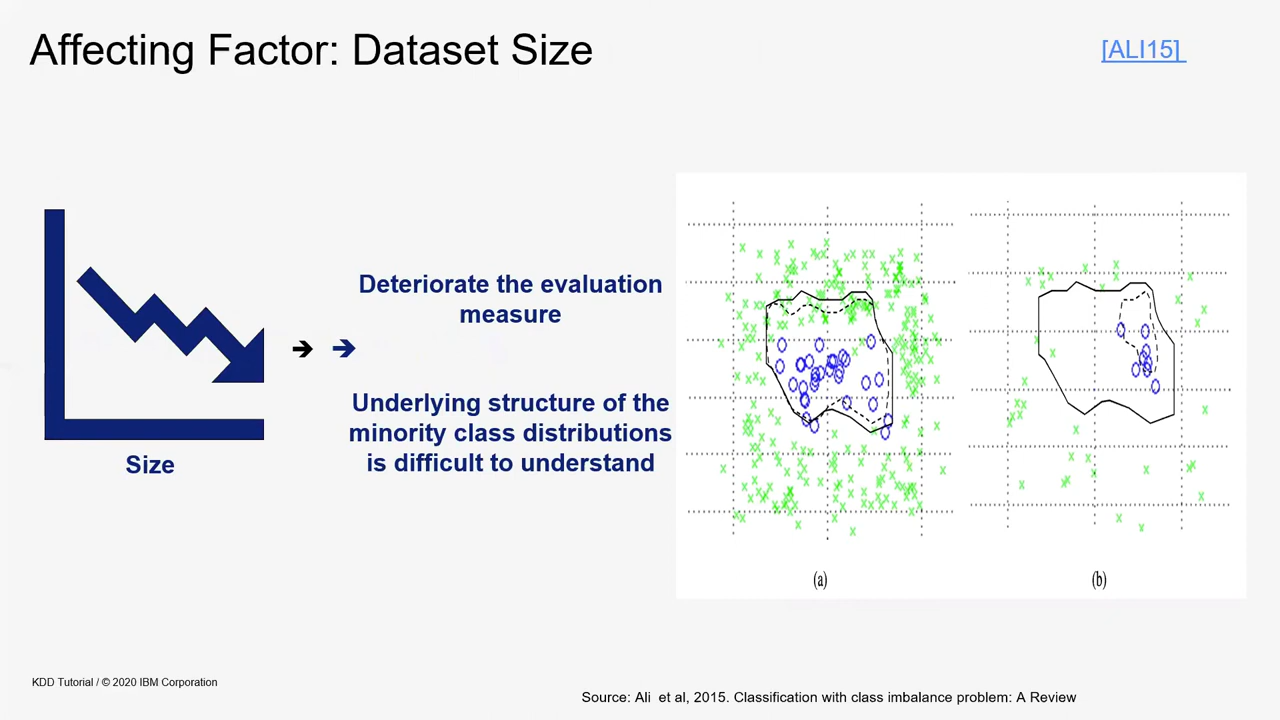 Affecting Factor: Dataset Size
[ALI15]
Deteriorate the evaluation
measure
Underlying structure of the
minority class distributions
is difficult to understand
Size
(a)
(b)
KDD Tutorial / © 2020 IBM Corporation
Source: Ali et al, 2015. Classification with class imbalance problem: A Review